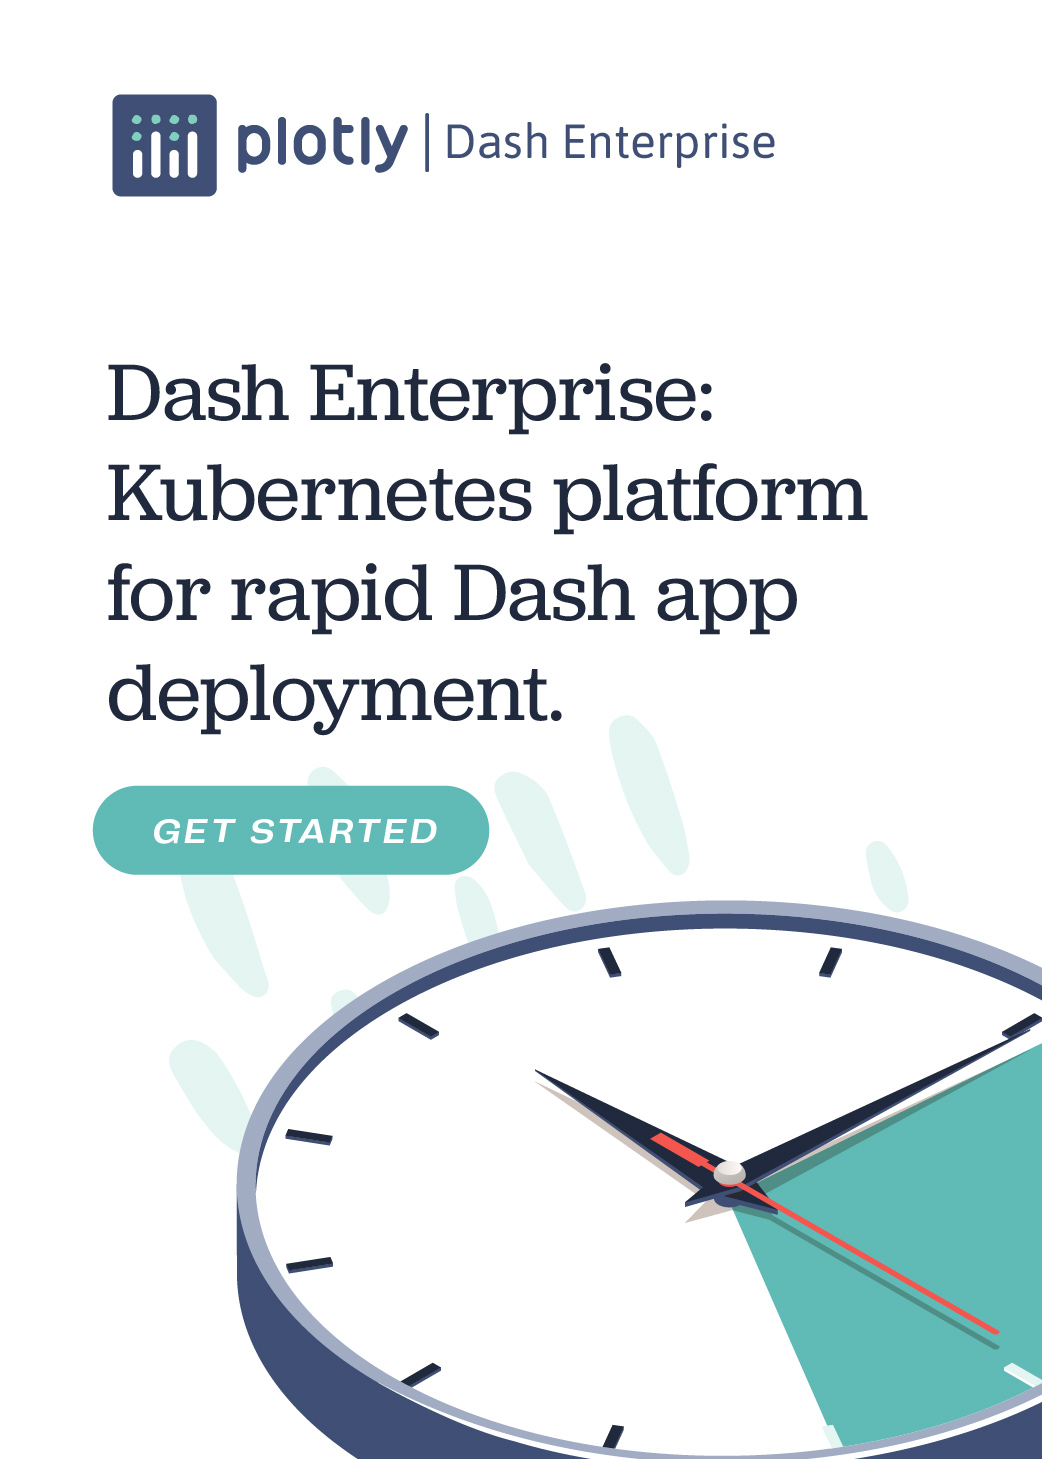 plotly | Dash Enterprise
Dash Enterprise:
Kubernetes platform
for rapid Dash app
deployment.
GET STARTED